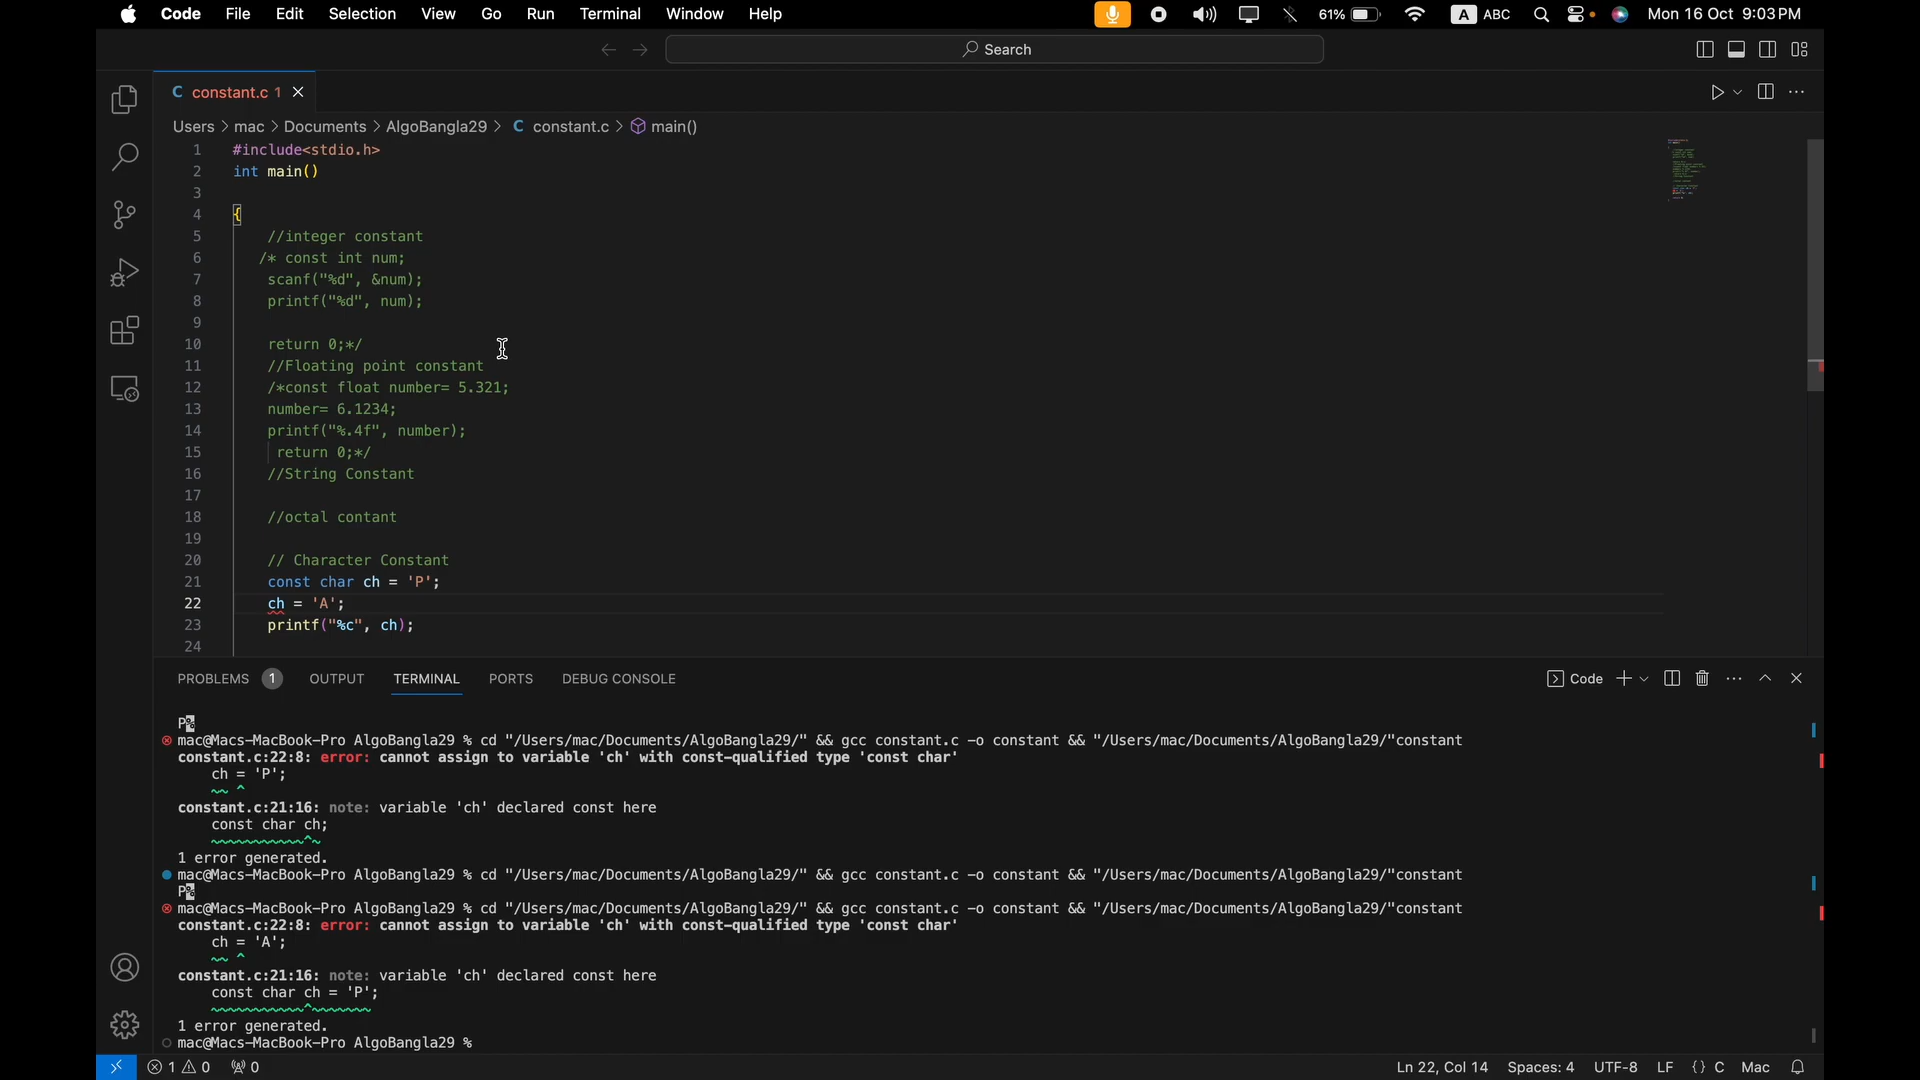 Code File Edit Selection View Go Run Terminal Window Help 61% A ABC Mon 16 Oct 9:03 PM
Search
C constant.c 1
Users > mac > Documents > AlgoBangla29 > C constant.c > main()
1 #include<stdio.h>
2 int main()
3
4 {
5 //integer constant
6 /* const int num;
7 scanf("%d", &num);
8 printf("%d", num);
9
10 return 0;*/
11 //Floating point constant
12 /*const float number= 5.321;
13 number= 6.1234;
14 printf("%.4f", number);
15 return 0;*/
16 //String Constant
17
18 //octal contant
19
20 // Character Constant
21 const char ch = 'P';
22 ch = 'A';
23 printf("%c", ch);
24
PROBLEMS 1 OUTPUT TERMINAL PORTS DEBUG CONSOLE Code
P%
mac@Macs-MacBook-Pro AlgoBangla29 % cd "/Users/mac/Documents/AlgoBangla29/" && gcc constant.c -o constant && "/Users/mac/Documents/AlgoBangla29/"constant
constant.c:22:8: error: cannot assign to variable 'ch' with const-qualified type 'const char'
ch = 'P';
~~ ^
constant.c:21:16: note: variable 'ch' declared const here
const char ch;
~~~~~~~~~~~^~
1 error generated.
mac@Macs-MacBook-Pro AlgoBangla29 % cd "/Users/mac/Documents/AlgoBangla29/" && gcc constant.c -o constant && "/Users/mac/Documents/AlgoBangla29/"constant
P%
mac@Macs-MacBook-Pro AlgoBangla29 % cd "/Users/mac/Documents/AlgoBangla29/" && gcc constant.c -o constant && "/Users/mac/Documents/AlgoBangla29/"constant
constant.c:22:8: error: cannot assign to variable 'ch' with const-qualified type 'const char'
ch = 'A';
~~ ^
constant.c:21:16: note: variable 'ch' declared const here
const char ch = 'P';
~~~~~~~~~~~^~~~~~~~
1 error generated.
mac@Macs-MacBook-Pro AlgoBangla29 %
1 0 0 Ln 22, Col 14 Spaces: 4 UTF-8 LF {} C Mac